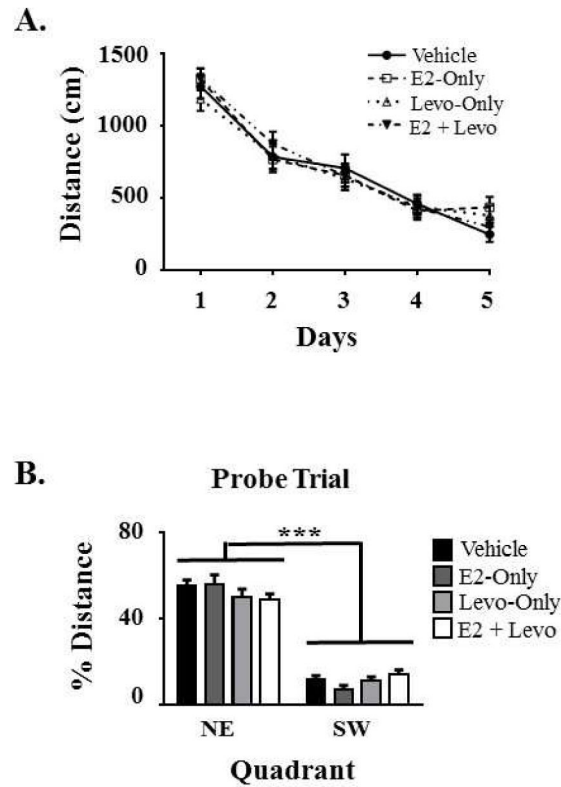 A.
1500
1000
500
0
Distance (cm)
Vehicle
E2-Only
Levo-Only
E2 + Levo
1 2 3 4 5
Days
B.
Probe Trial
80
40
0
% Distance
***
Vehicle
E2-Only
Levo-Only
E2 + Levo
NE SW
Quadrant